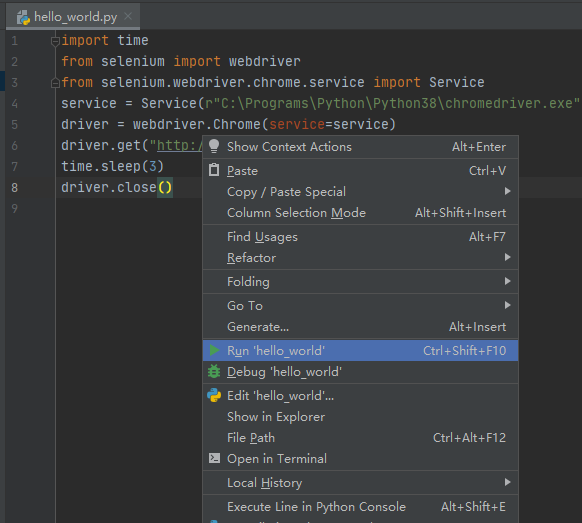 hello_world.py
1 import time
2 from selenium import webdriver
3 from selenium.webdriver.chrome.service import Service
4 service = Service(r"C:\Programs\Python\Python38\chromedriver.exe"
5 driver = webdriver.Chrome(service=service)
6 driver.get("http:/
7 time.sleep(3)
8 driver.close()
9
Show Context Actions Alt+Enter
Paste Ctrl+V
Copy / Paste Special
Column Selection Mode Alt+Shift+Insert
Find Usages Alt+F7
Refactor
Folding
Go To
Generate... Alt+Insert
Run 'hello_world' Ctrl+Shift+F10
Debug 'hello_world'
Edit 'hello_world'...
Show in Explorer
File Path Ctrl+Alt+F12
Open in Terminal
Local History
Execute Line in Python Console Alt+Shift+E